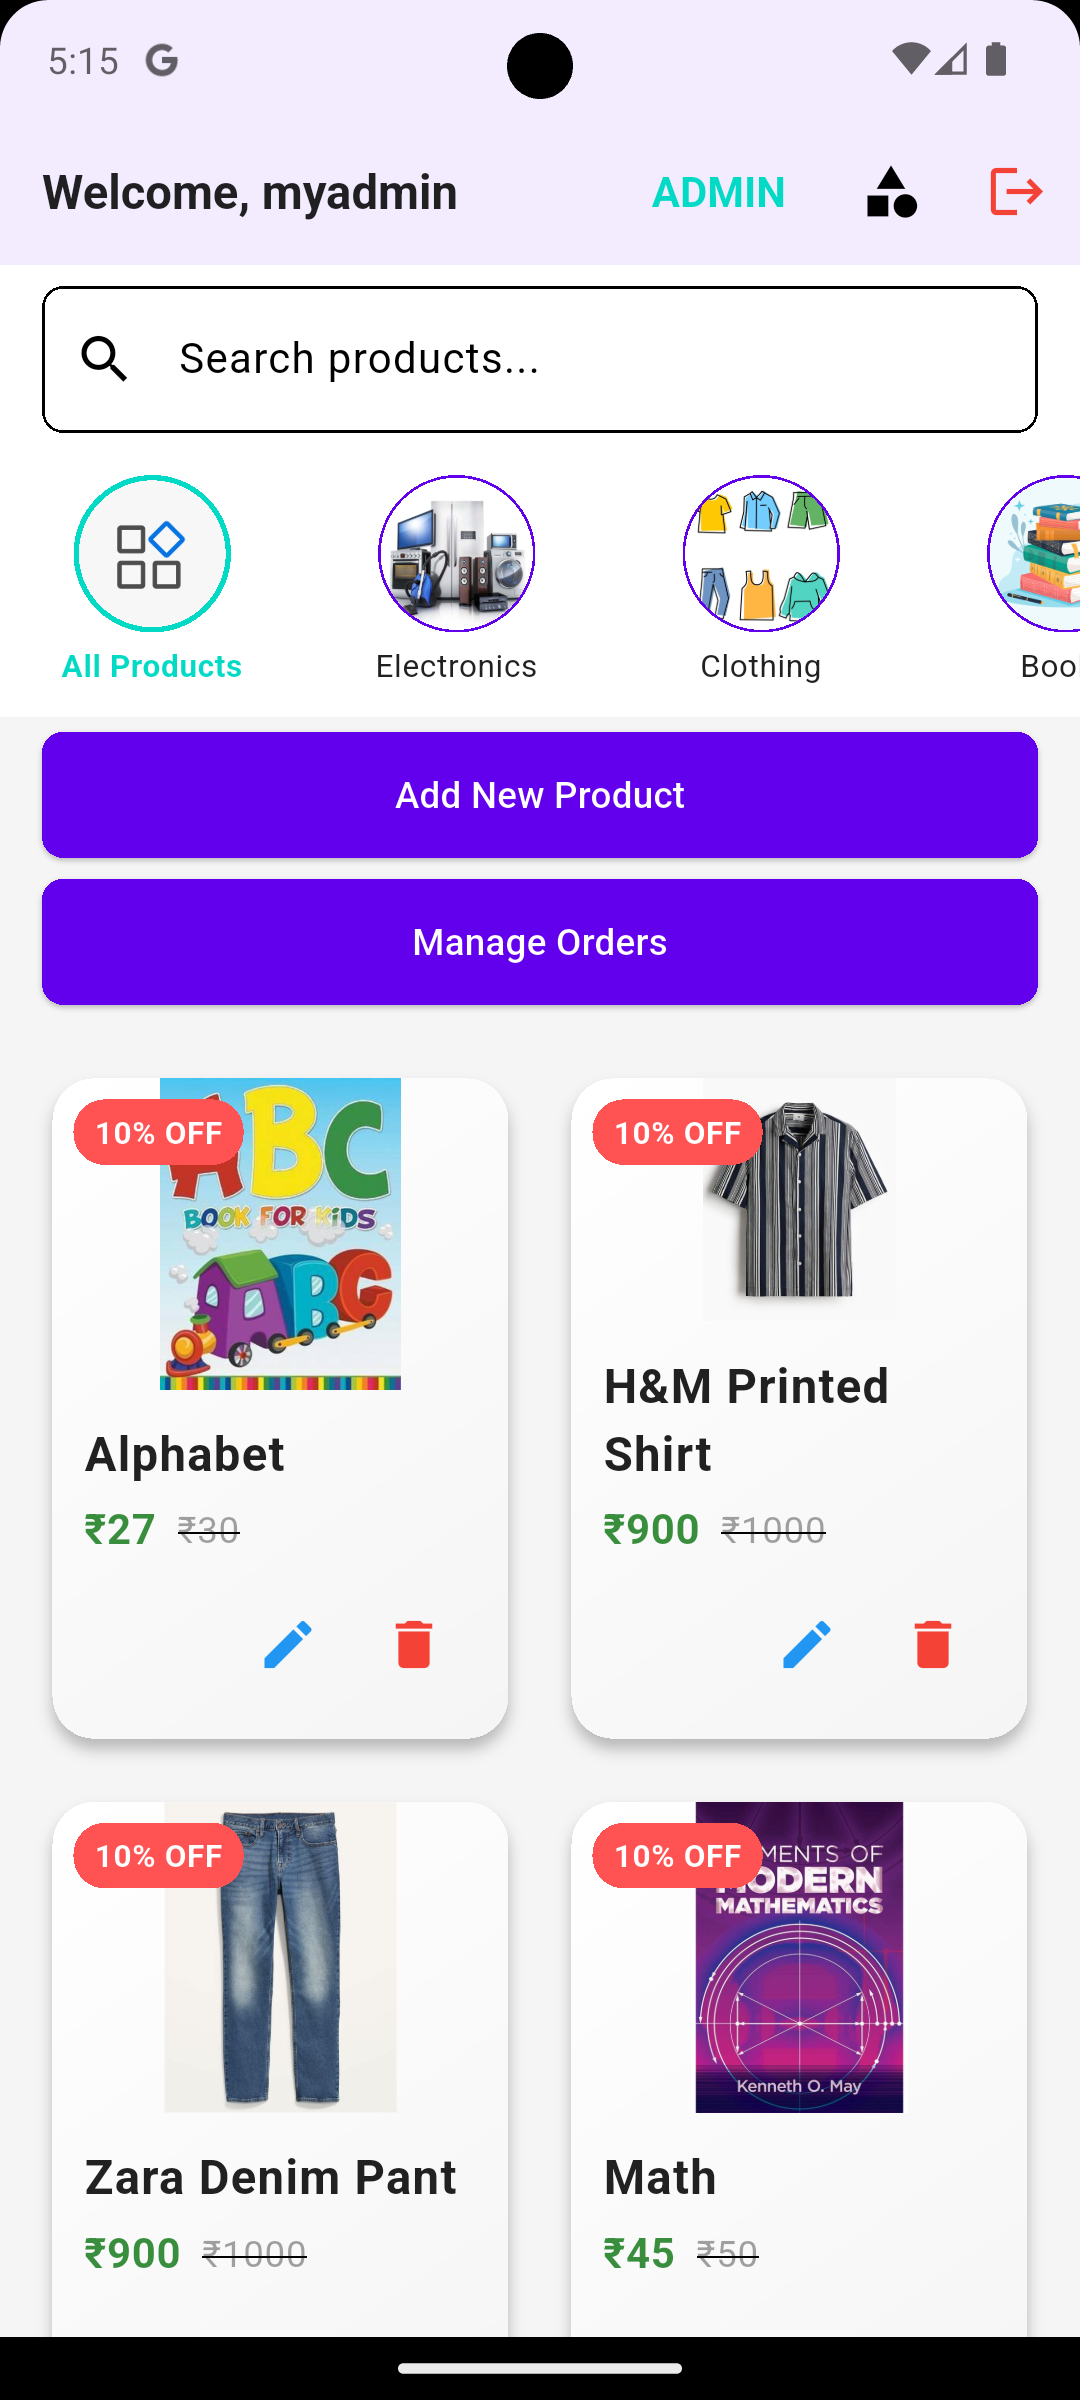 5:15
Welcome, myadmin
ADMIN
Search products...
All Products
Electronics
Clothing
Boo
Add New Product
Manage Orders
10% OFF
ABC
BOOK FOR KiDS
Alphabet
₹27 ₹30
10% OFF
H&M Printed
Shirt
₹900 ₹1000
10% OFF
Zara Denim Pant
₹900 ₹1000
10% OFF
MENTS OF
MODERN
MATHEMATICS
Kenneth O. May
Math
₹45 ₹50